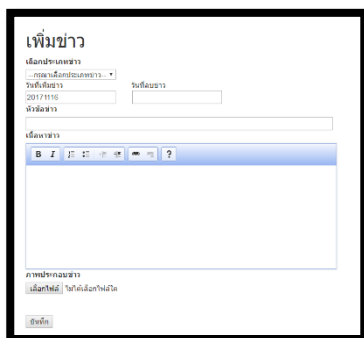 เพิ่มข่าว
เลือกประเภทข่าว
--กรุณาเลือกประเภทข่าว--
วันที่เพิ่มข่าว วันที่ลบข่าว
20171116
หัวข้อข่าว
เนื้อหาข่าว
B I ?
ภาพประกอบข่าว
เลือกไฟล์ ไม่ได้เลือกไฟล์ใด
บันทึก